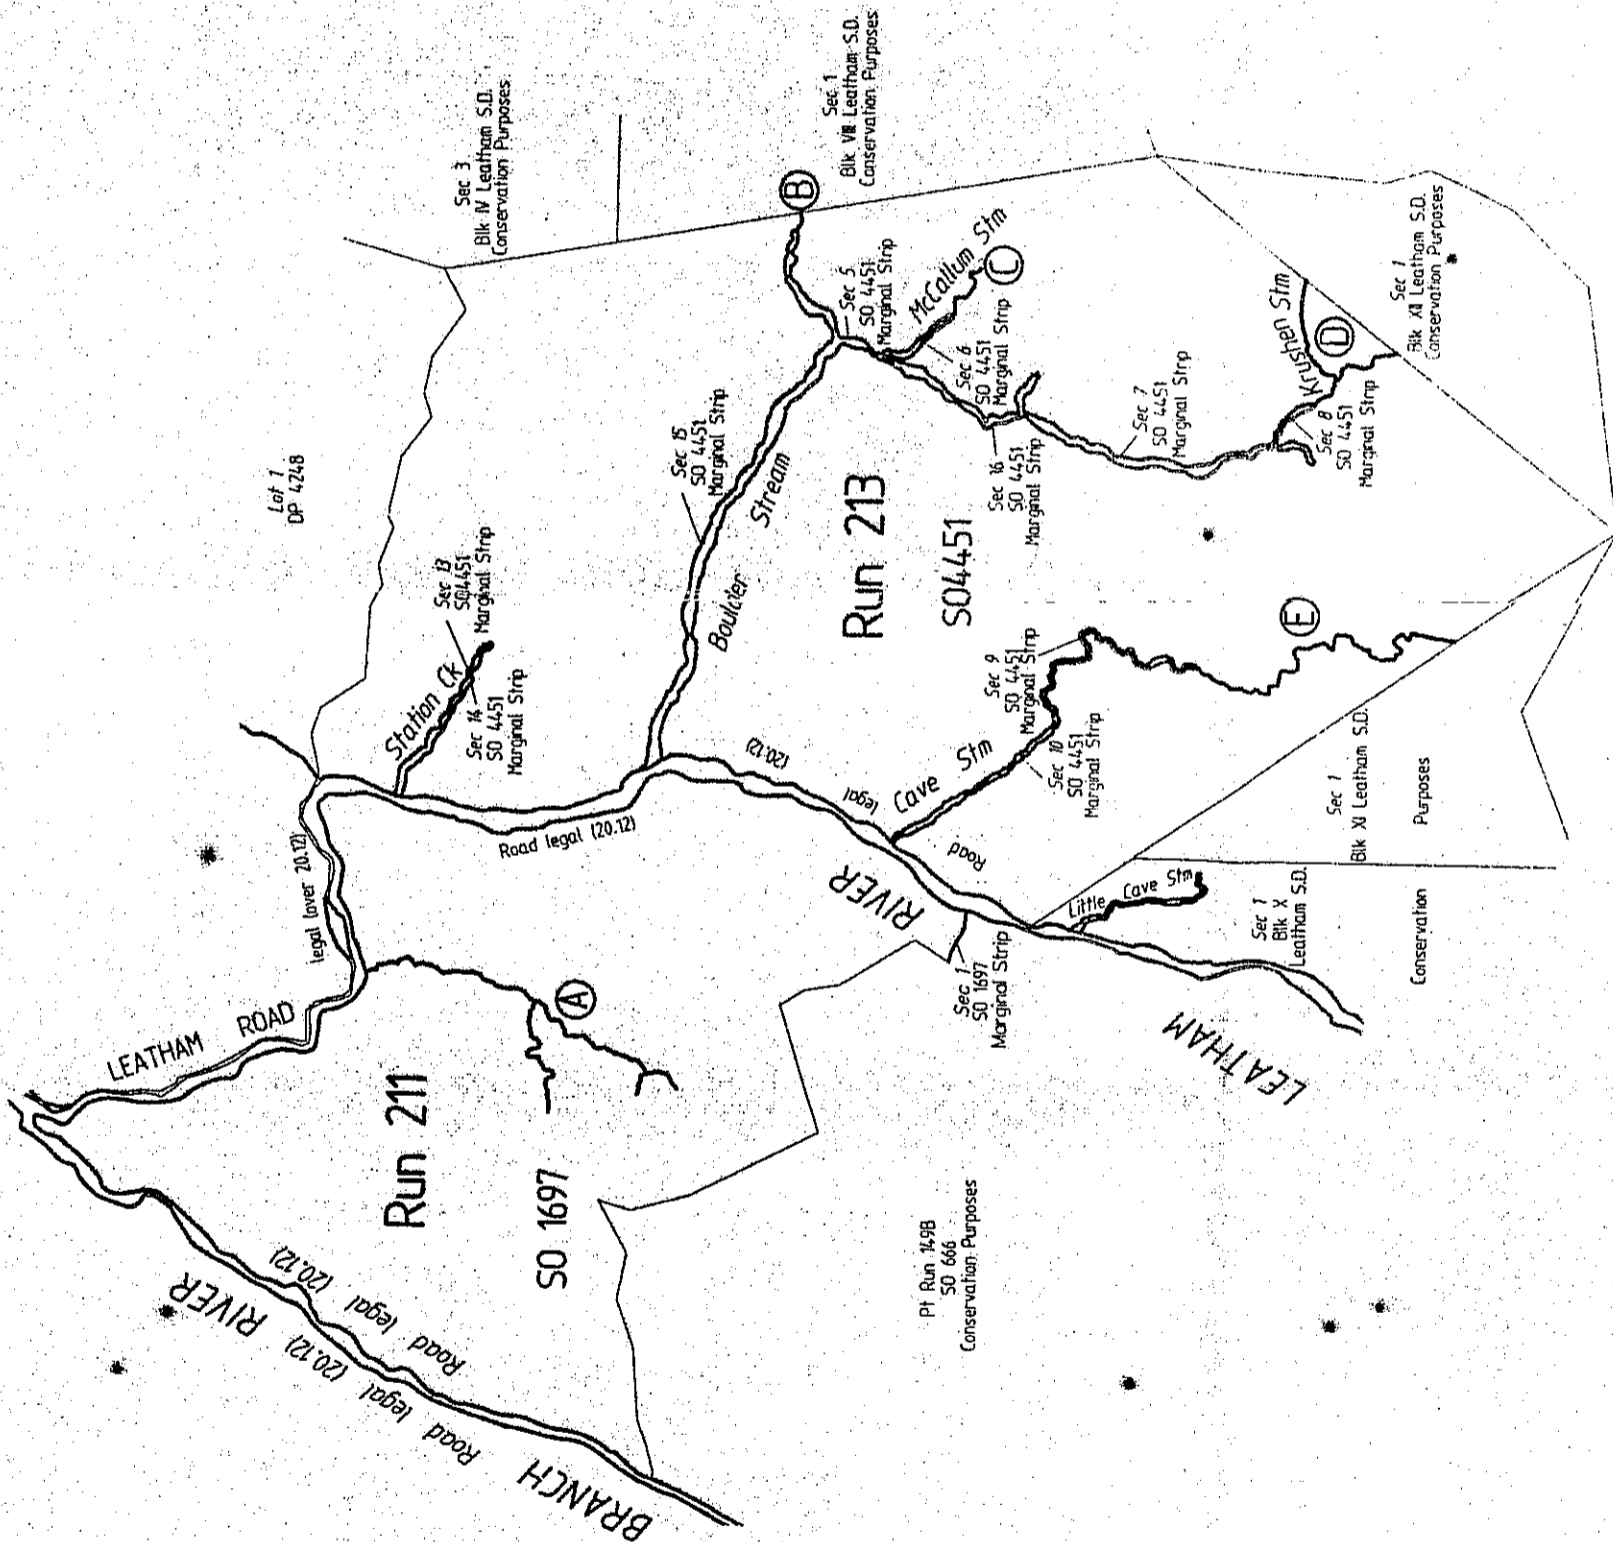 Sec 3
Blk IV Leatham S.D.
Conservation Purposes
Sec 1
Blk VIII Leatham S.D.
Conservation Purposes
B
Lot 1
DP 4248
Sec 5
SO 4451
Marginal Strip
McCallum Stm
C
Sec 6
SO 4451
Marginal Strip
Sec 15
SO 4451
Marginal Strip
Boulder Stream
Sec 16
SO 4451
Marginal Strip
Sec 7
SO 4451
Marginal Strip
Krushen Stm
D
Sec 8
SO 4451
Marginal Strip
Sec 1
Blk XI Leatham S.D.
Conservation Purposes
Run 213
SO4451
Sec 13
SO4451
Marginal Strip
Station Ck
Sec 14
SO 4451
Marginal Strip
Sec 9
SO 4451
Marginal Strip
E
Sec 10
SO 4451
Marginal Strip
Cave Stm
Road legal (20.12)
Road legal (20.12)
legal (over 20.12)
LEATHAM ROAD
LEATHAM RIVER
Little Cave Stm
Sec 1
Blk XI Leatham S.D.
Conservation Purposes
Sec 1
Blk X
Leatham S.D.
Sec 1
SO 1697
Marginal Strip
A
Run 211
SO 1697
Pt Run 149B
SO 666
Conservation Purposes
BRANCH RIVER
Road legal (20.12)
Road legal (20.12)